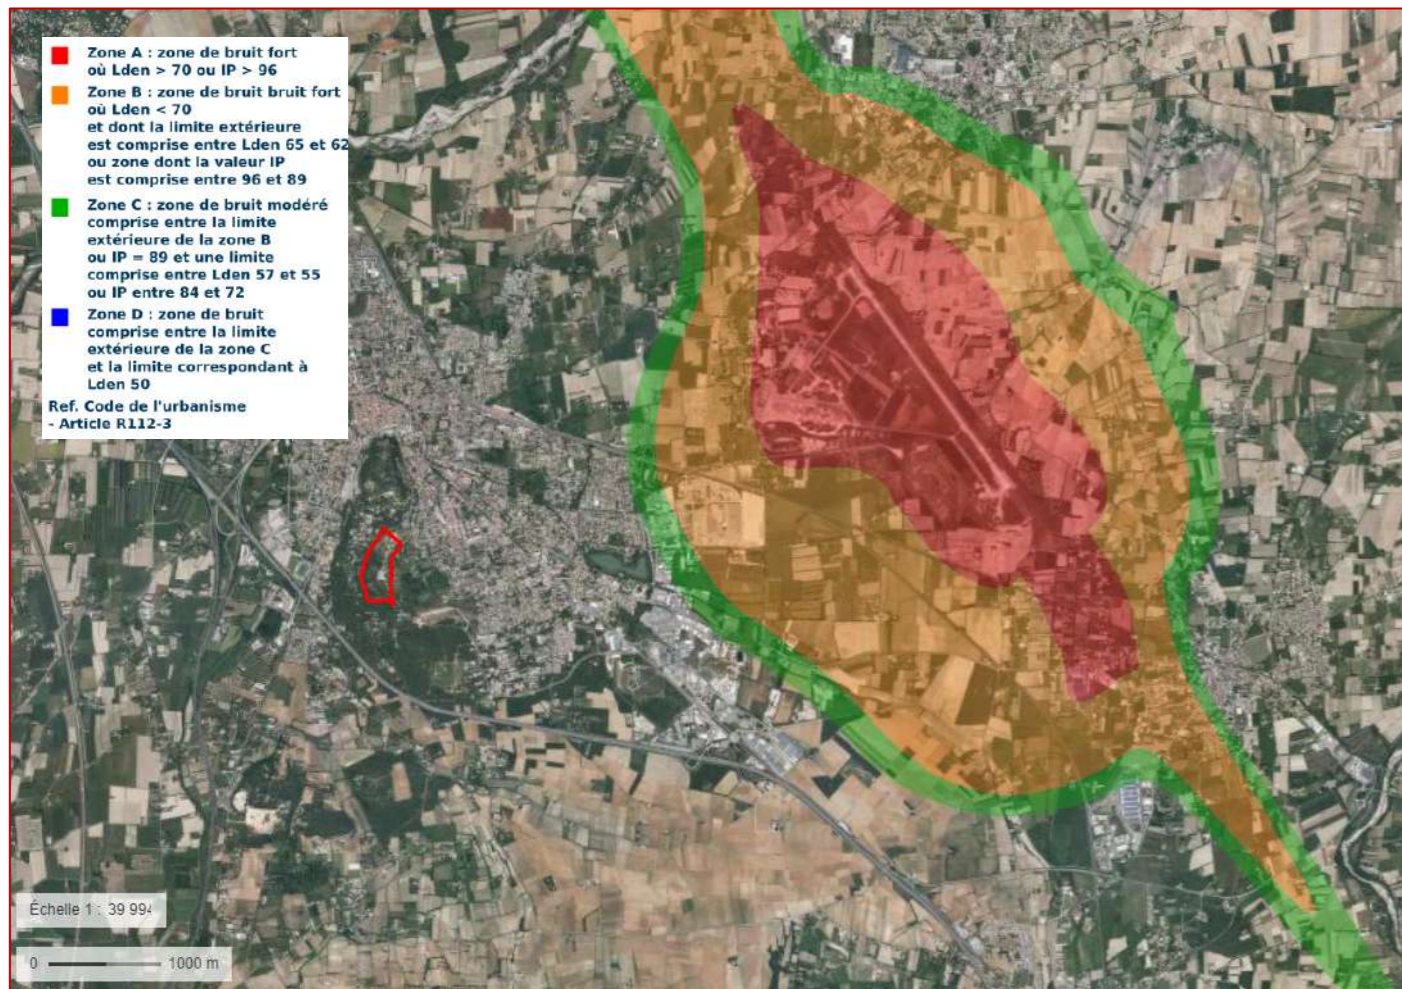 Zone A : zone de bruit fort
où Lden > 70 ou IP > 96
Zone B : zone de bruit bruit fort
où Lden < 70
et dont la limite extérieure
est comprise entre Lden 65 et 62
ou zone dont la valeur IP
est comprise entre 96 et 89
Zone C : zone de bruit modéré
comprise entre la limite
extérieure de la zone B
ou IP = 89 et une limite
comprise entre Lden 57 et 55
ou IP entre 84 et 72
Zone D : zone de bruit
comprise entre la limite
extérieure de la zone C
et la limite correspondant à
Lden 50
Ref. Code de l'urbanisme
- Article R112-3
Échelle 1 : 39 994
0 1000 m